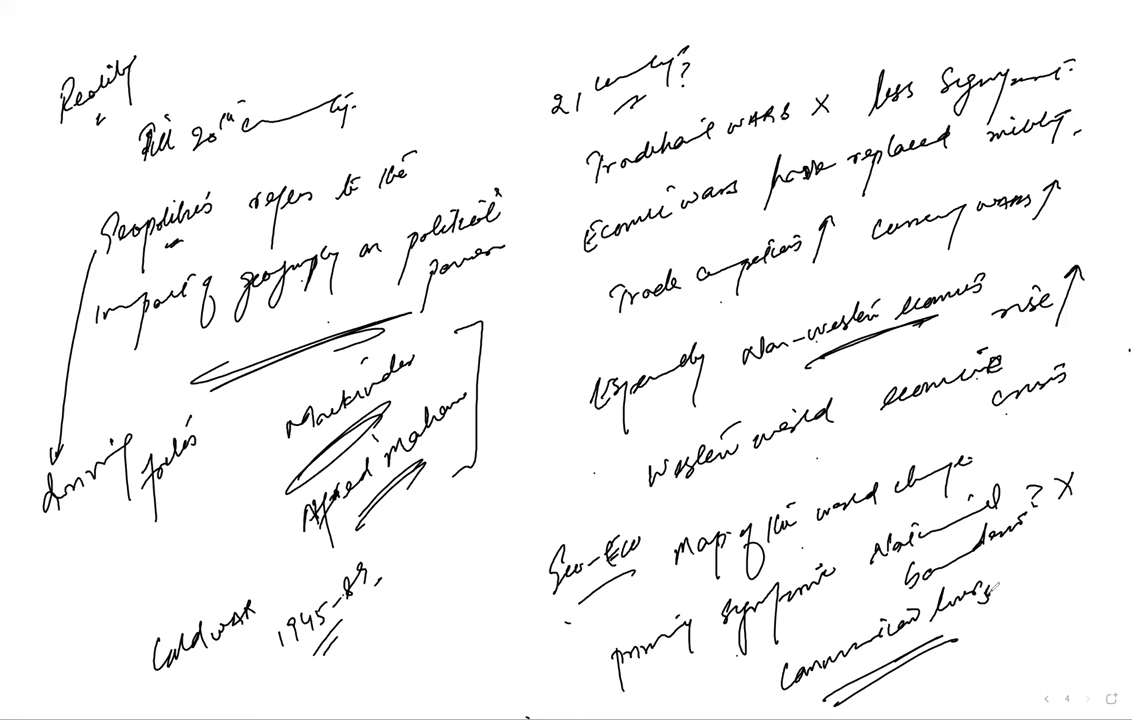 Reality
Till 20th century.
Geopolitics refers to the
impact of geography on political
power
driving forces
Mackinder
Alfred Mahan
Cold WAR 1945-89.
21 century?
Traditional WARS X less significant.
Economic wars have replaced military.
Trade competition ↑ currency WARS ↑
Especially Non-western economies rise ↑
Western world economic
crisis
Geo-Eco Map of the world change.
primary significance National
boundaries? X
Communication lines